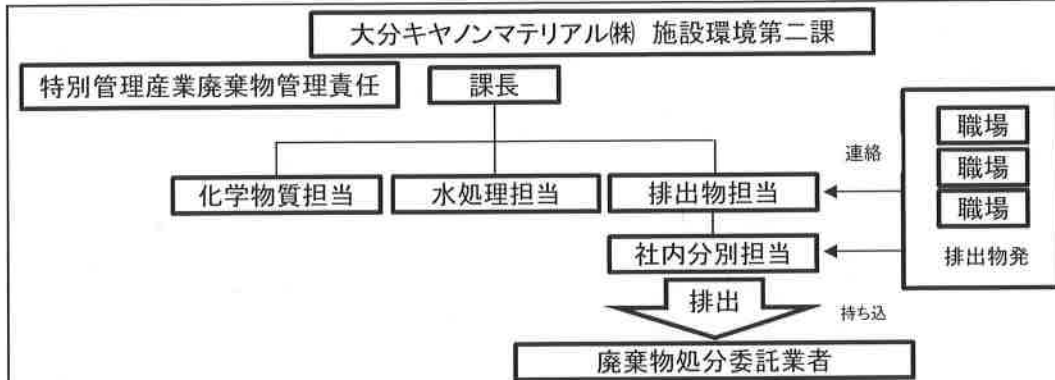 大分キヤノンマテリアル㈱ 施設環境第二課
特別管理産業廃棄物管理責任
課長
職場
連絡
職場
化学物質担当
水処理担当
排出物担当
職場
社内分別担当
排出物発
排出
持ち込
廃棄物処分委託業者